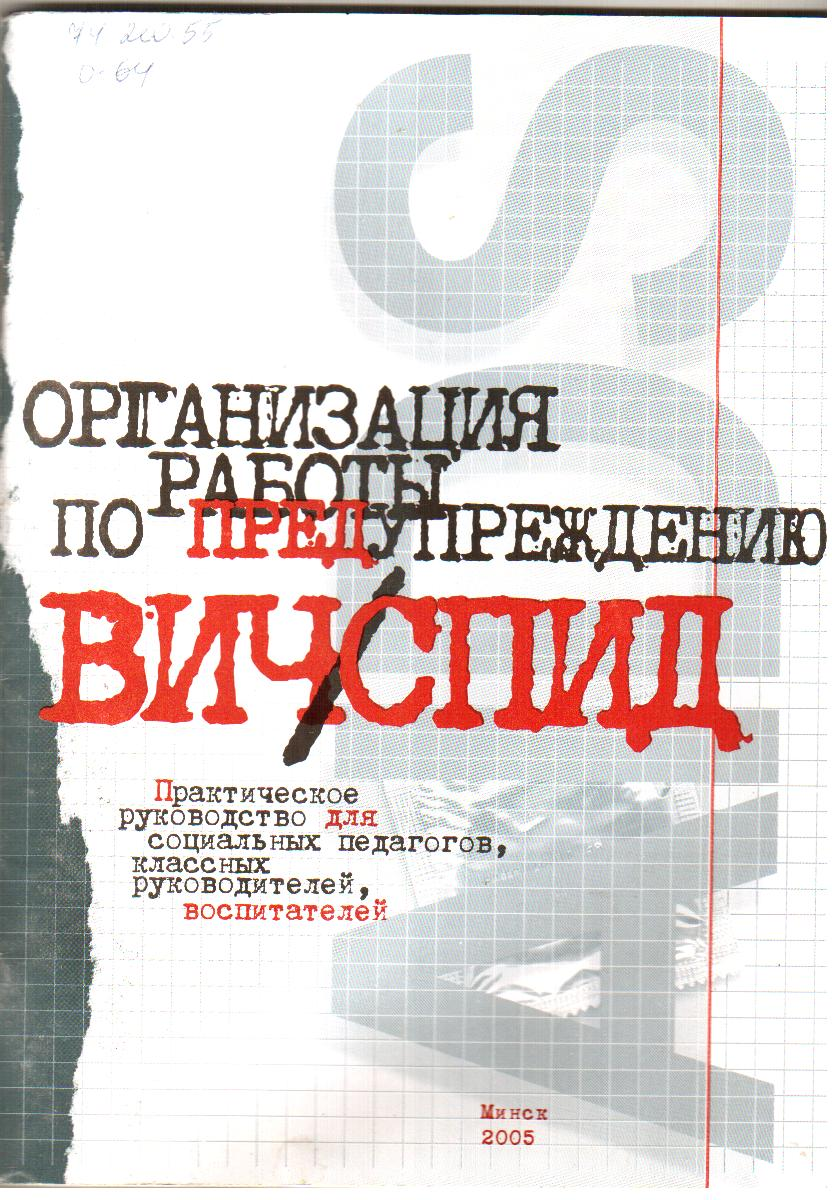 74 200.55
О-64
ОРГАНИЗАЦИЯ
РАБОТЫ
ПО ПРЕДУПРЕЖДЕНИЮ
ВИЧ/СПИД
Практическое
руководство для
социальных педагогов,
классных
руководителей,
воспитателей
Минск
2005
AIDS